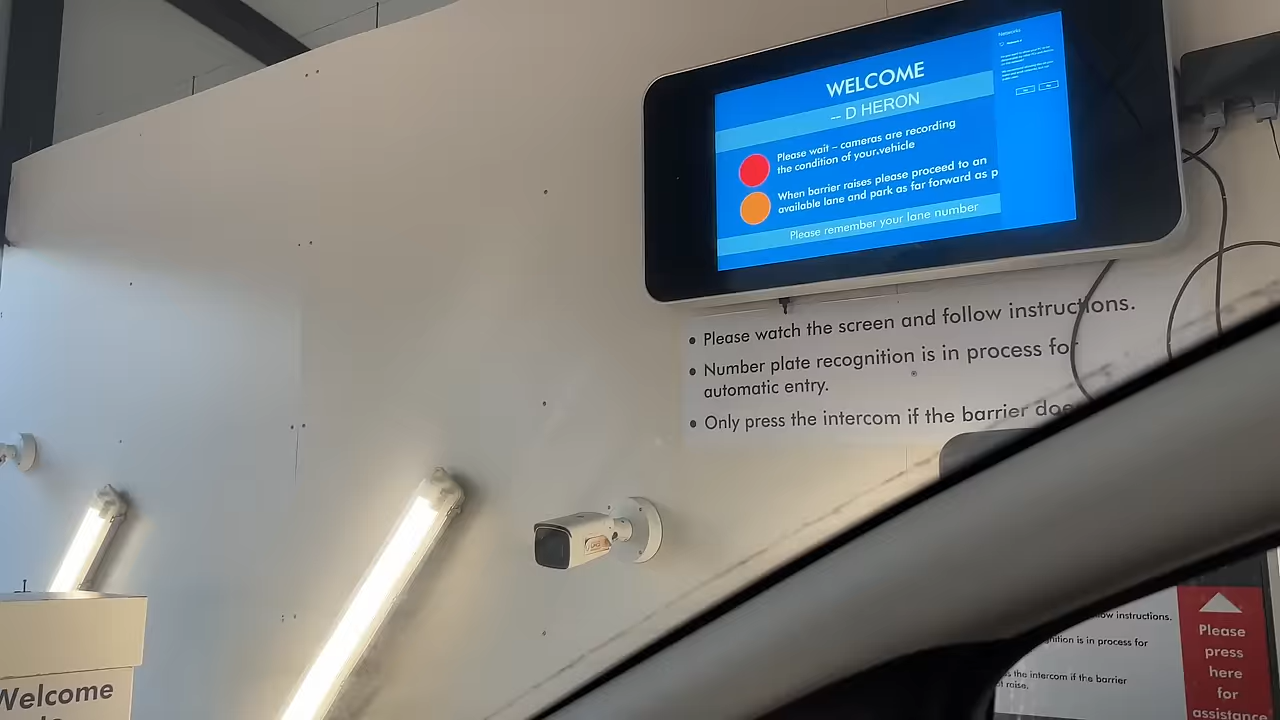 WELCOME
-- D HERON
Please wait – cameras are recording
the condition of your vehicle
When barrier raises please proceed to an
available lane and park as far forward as p
Please remember your lane number
Networks
• Please watch the screen and follow instructions.
• Number plate recognition is in process for
automatic entry.
• Only press the intercom if the barrier doe
Welcome
ow instructions.
gnition is in process for
s the intercom if the barrier
t raise.
Please
press
here
for
assistance